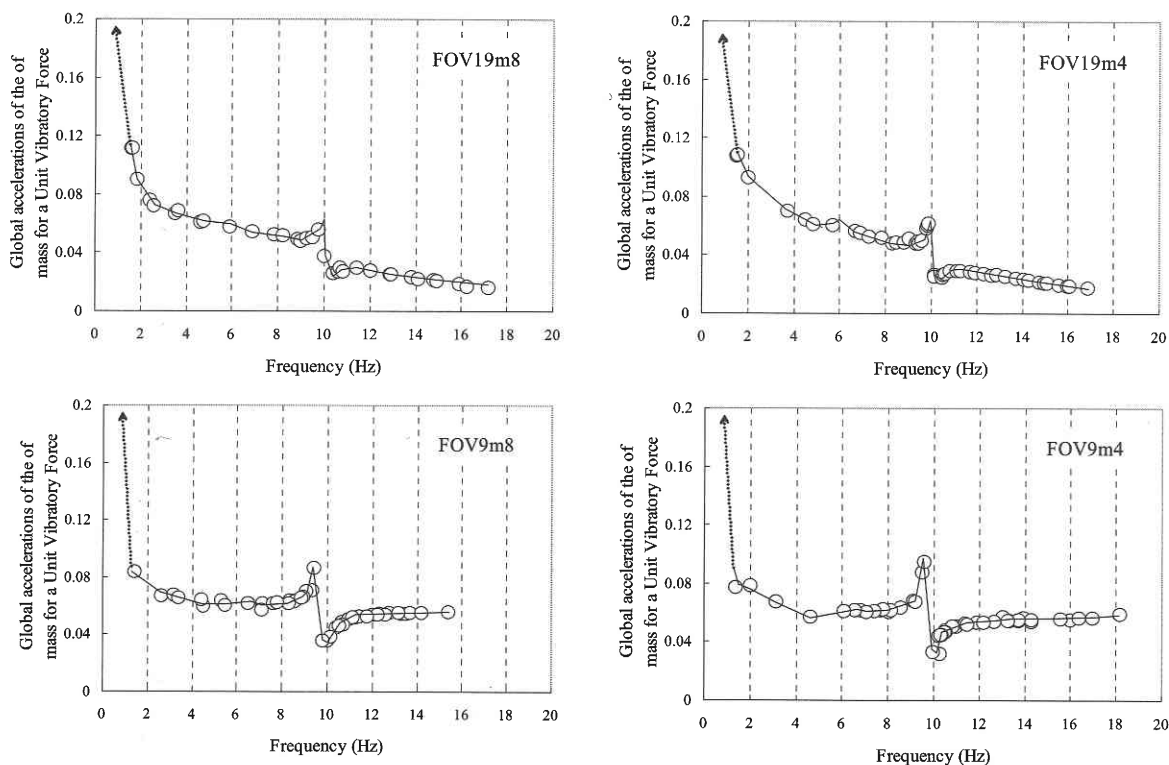 Global accelerations of the of
mass for a Unit Vibratory Force
0.2
0.16
0.12
0.08
0.04
0
FOV19m8
0 2 4 6 8 10 12 14 16 18 20
Frequency (Hz)
Global accelerations of the of
mass for a Unit Vibratory Force
0.2
0.16
0.12
0.08
0.04
0
FOV19m4
0 2 4 6 8 10 12 14 16 18 20
Frequency (Hz)
Global accelerations of the of
mass for a Unit Vibratory Force
0.2
0.16
0.12
0.08
0.04
0
FOV9m8
0 2 4 6 8 10 12 14 16 18 20
Frequency (Hz)
Global accelerations of the of
mass for a Unit Vibratory Force
0.2
0.16
0.12
0.08
0.04
0
FOV9m4
0 2 4 6 8 10 12 14 16 18 20
Frequency (Hz)